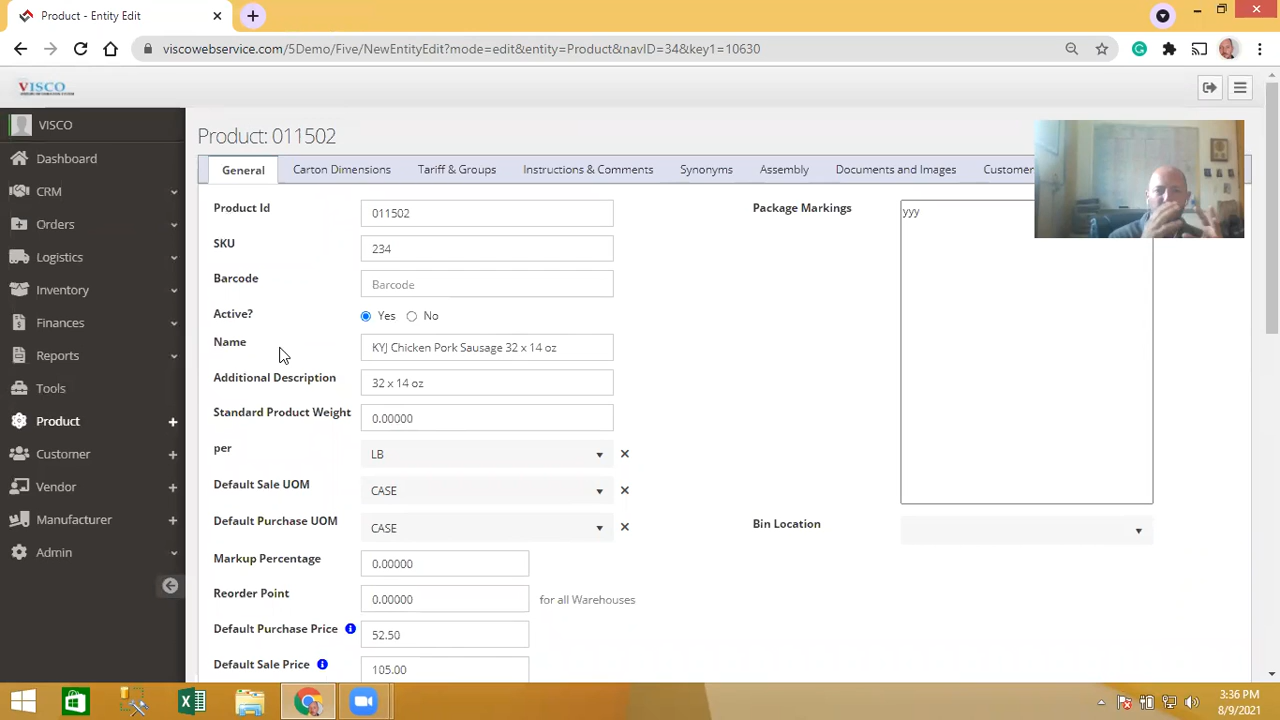 Product - Entity Edit
viscowebservice.com/5Demo/Five/NewEntityEdit?mode=edit&entity=Product&navID=34&key1=10630
VISCO
VISCO
Dashboard
CRM
Orders
Logistics
Inventory
Finances
Reports
Tools
Product
Customer
Vendor
Manufacturer
Admin
Product: 011502
General Carton Dimensions Tariff & Groups Instructions & Comments Synonyms Assembly Documents and Images Customer
Product Id 011502
SKU 234
Barcode Barcode
Active? Yes No
Name KYJ Chicken Pork Sausage 32 x 14 oz
Additional Description 32 x 14 oz
Standard Product Weight 0.00000
per LB
Default Sale UOM CASE
Default Purchase UOM CASE
Markup Percentage 0.00000
Reorder Point 0.00000 for all Warehouses
Default Purchase Price 52.50
Default Sale Price 105.00
Package Markings yyy
Bin Location
3:36 PM
8/9/2021